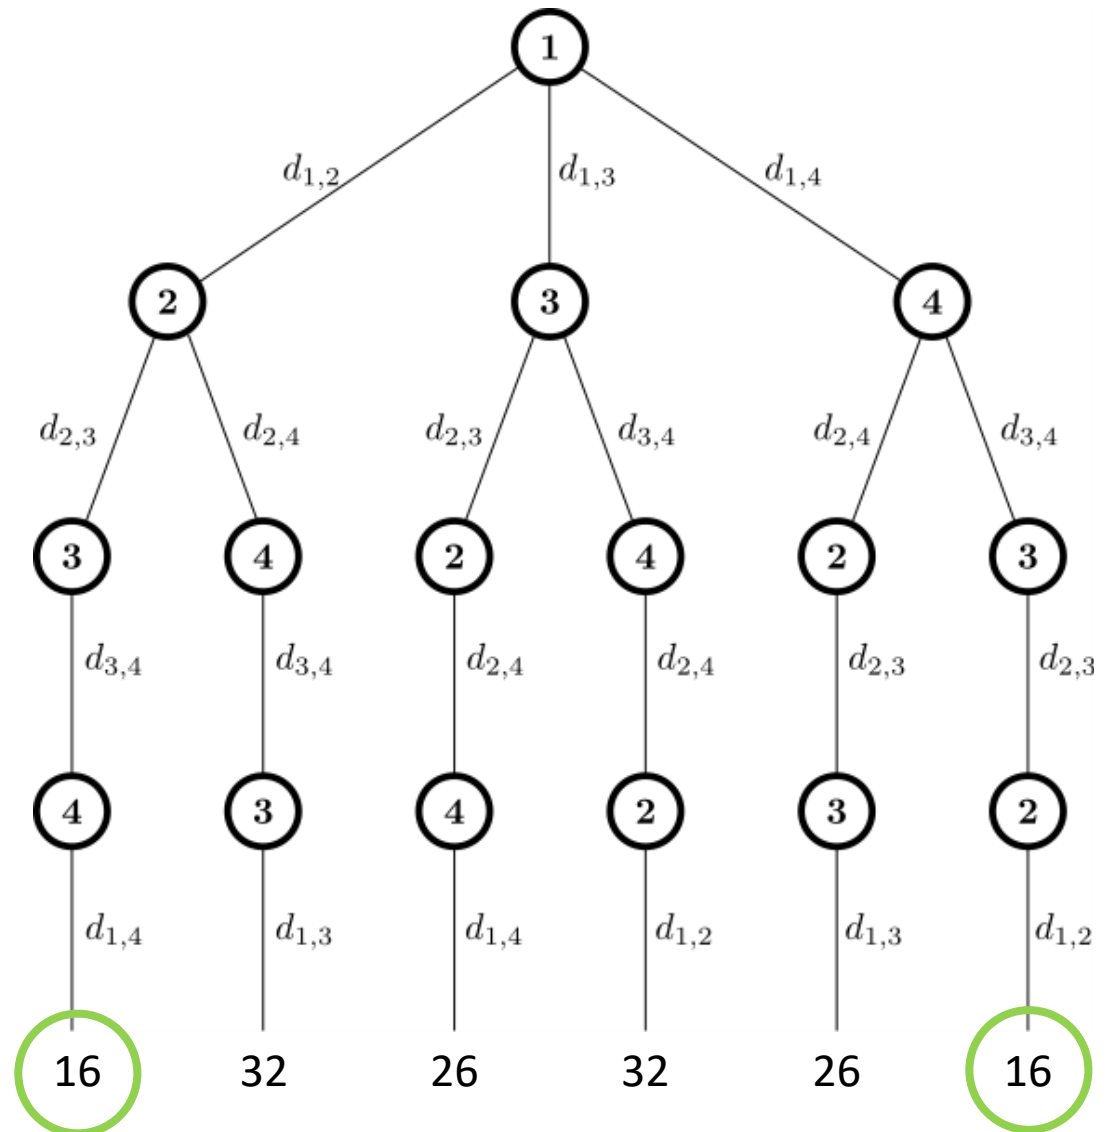 1
d1,2 d1,3 d1,4
2 3 4
d2,3 d2,4 d2,3 d3,4 d2,4 d3,4
3 4 2 4 2 3
d3,4 d3,4 d2,4 d2,4 d2,3 d2,3
4 3 4 2 3 2
d1,4 d1,3 d1,4 d1,2 d1,3 d1,2
16 32 26 32 26 16